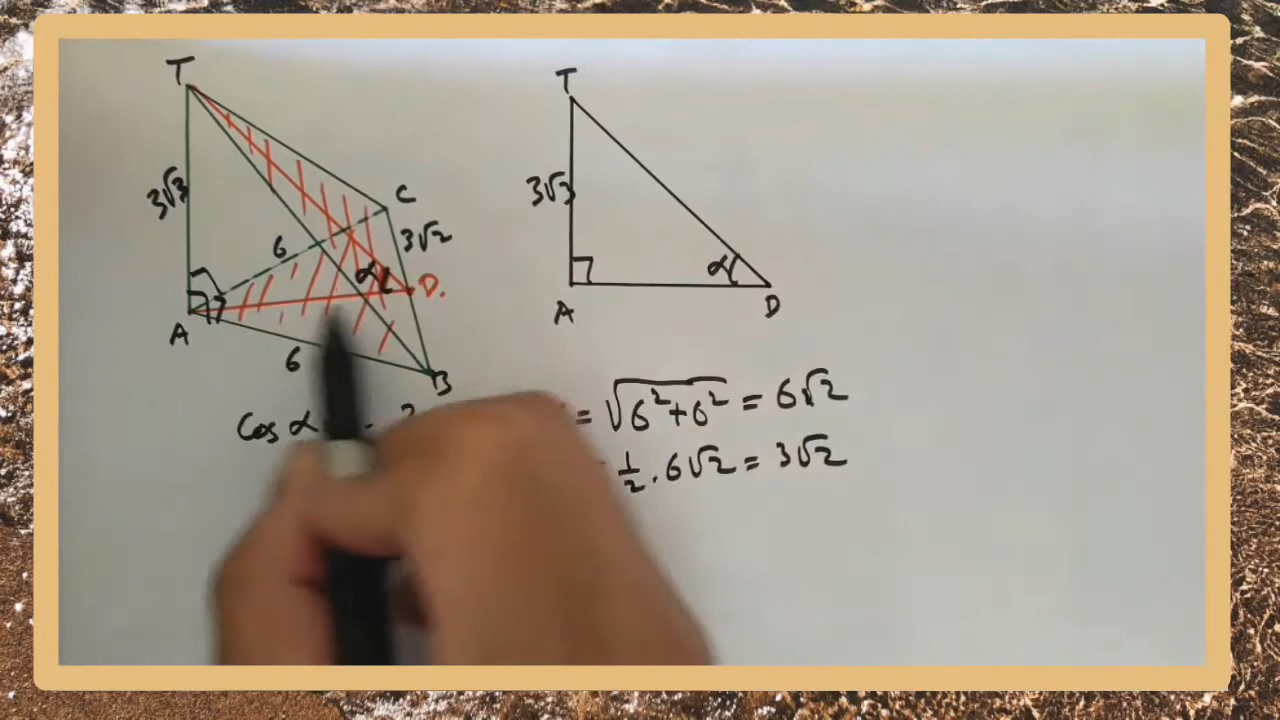 T
3√3
C
6
3√2
α
D.
A
6
B
cos α
T
3√3
α
A
D
= √6²+6² = 6√2
1/2 . 6√2 = 3√2